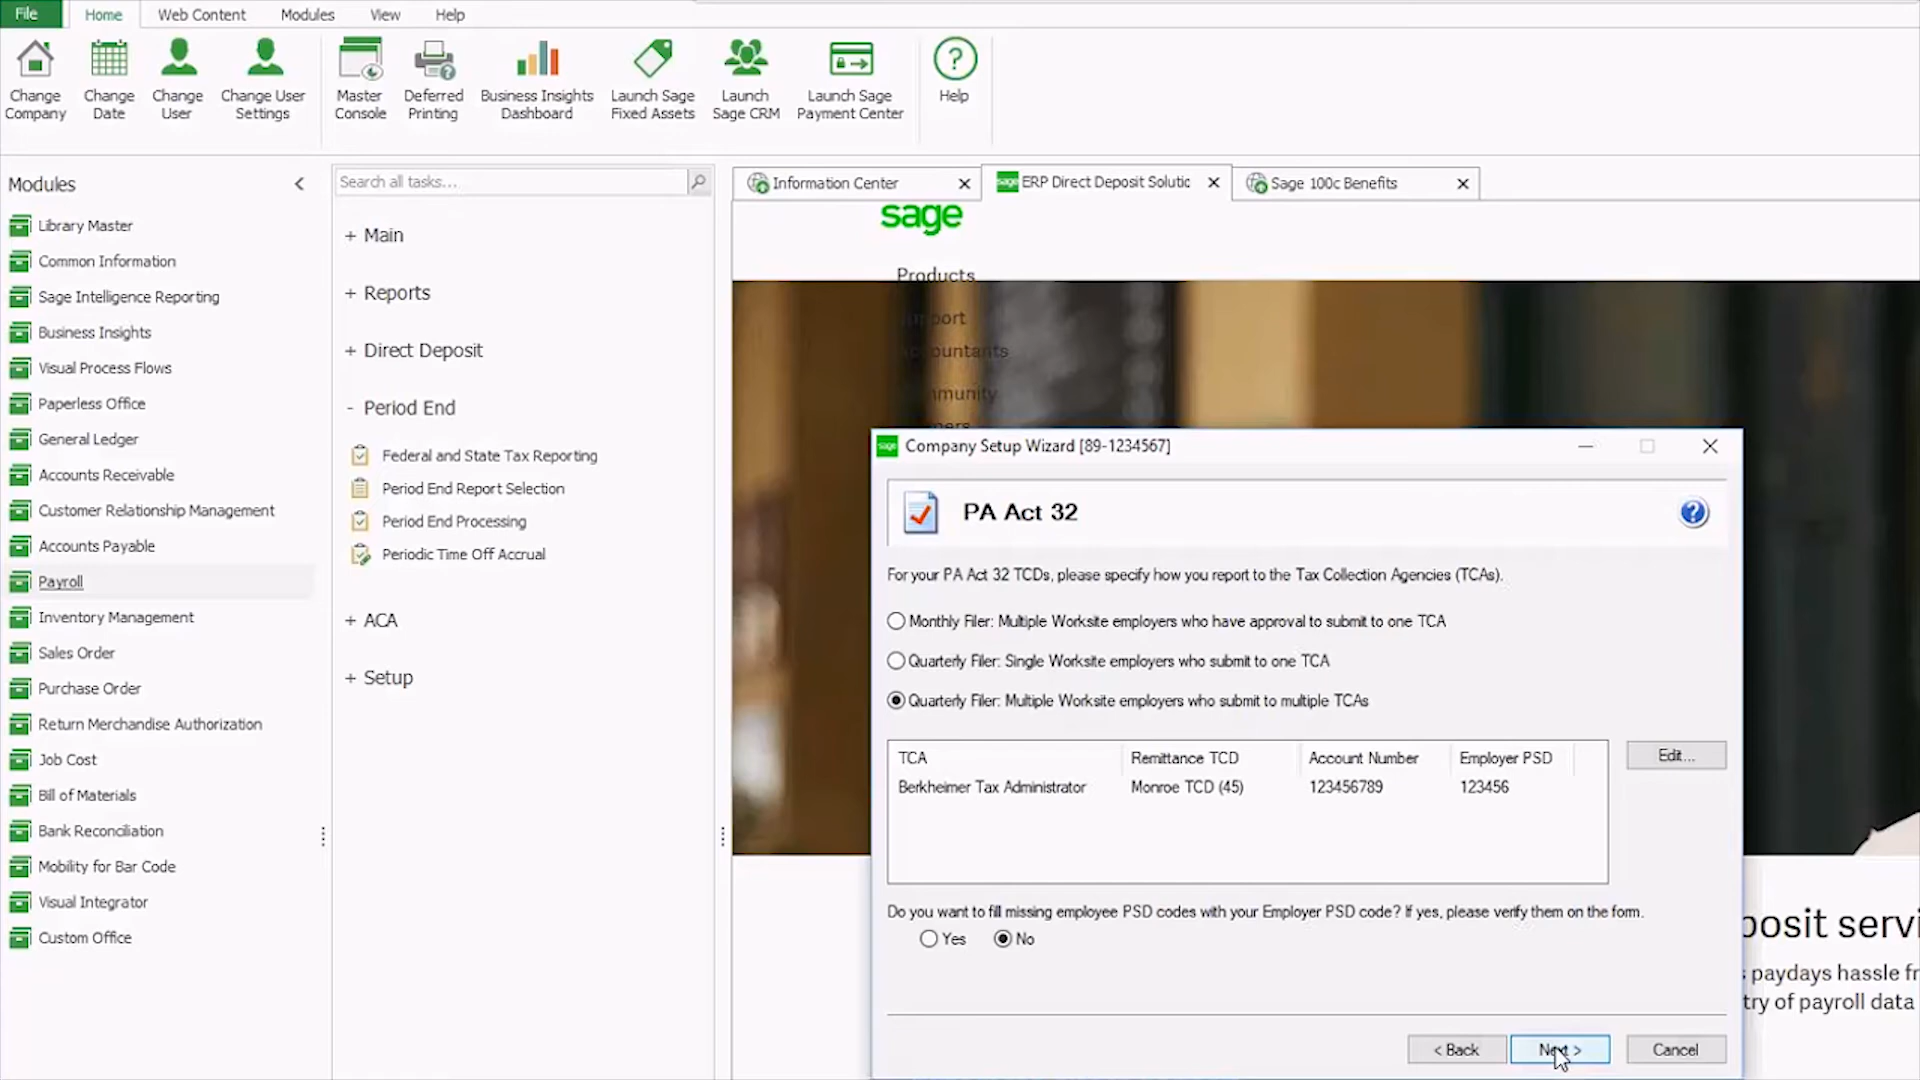 File Home Web Content Modules View Help
Change Company
Change Date
Change User
Change User Settings
Master Console
Deferred Printing
Business Insights Dashboard
Launch Sage Fixed Assets
Launch Sage CRM
Launch Sage Payment Center
Help
Modules
Library Master
Common Information
Sage Intelligence Reporting
Business Insights
Visual Process Flows
Paperless Office
General Ledger
Accounts Receivable
Customer Relationship Management
Accounts Payable
Payroll
Inventory Management
Sales Order
Purchase Order
Return Merchandise Authorization
Job Cost
Bill of Materials
Bank Reconciliation
Mobility for Bar Code
Visual Integrator
Custom Office
Search all tasks...
+ Main
+ Reports
+ Direct Deposit
- Period End
Federal and State Tax Reporting
Period End Report Selection
Period End Processing
Periodic Time Off Accrual
+ ACA
+ Setup
Information Center
sage ERP Direct Deposit Solutic
Sage 100c Benefits
sage
Products
sage Company Setup Wizard [89-1234567]
PA Act 32
For your PA Act 32 TCDs, please specify how you report to the Tax Collection Agencies (TCAs).
Monthly Filer: Multiple Worksite employers who have approval to submit to one TCA
Quarterly Filer: Single Worksite employers who submit to one TCA
Quarterly Filer: Multiple Worksite employers who submit to multiple TCAs
TCA Remittance TCD Account Number Employer PSD
Berkheimer Tax Administrator Monroe TCD (45) 123456789 123456
Edit...
Do you want to fill missing employee PSD codes with your Employer PSD code? If yes, please verify them on the form.
Yes No
< Back Next > Cancel
posit servi
s paydays hassle fr
try of payroll data